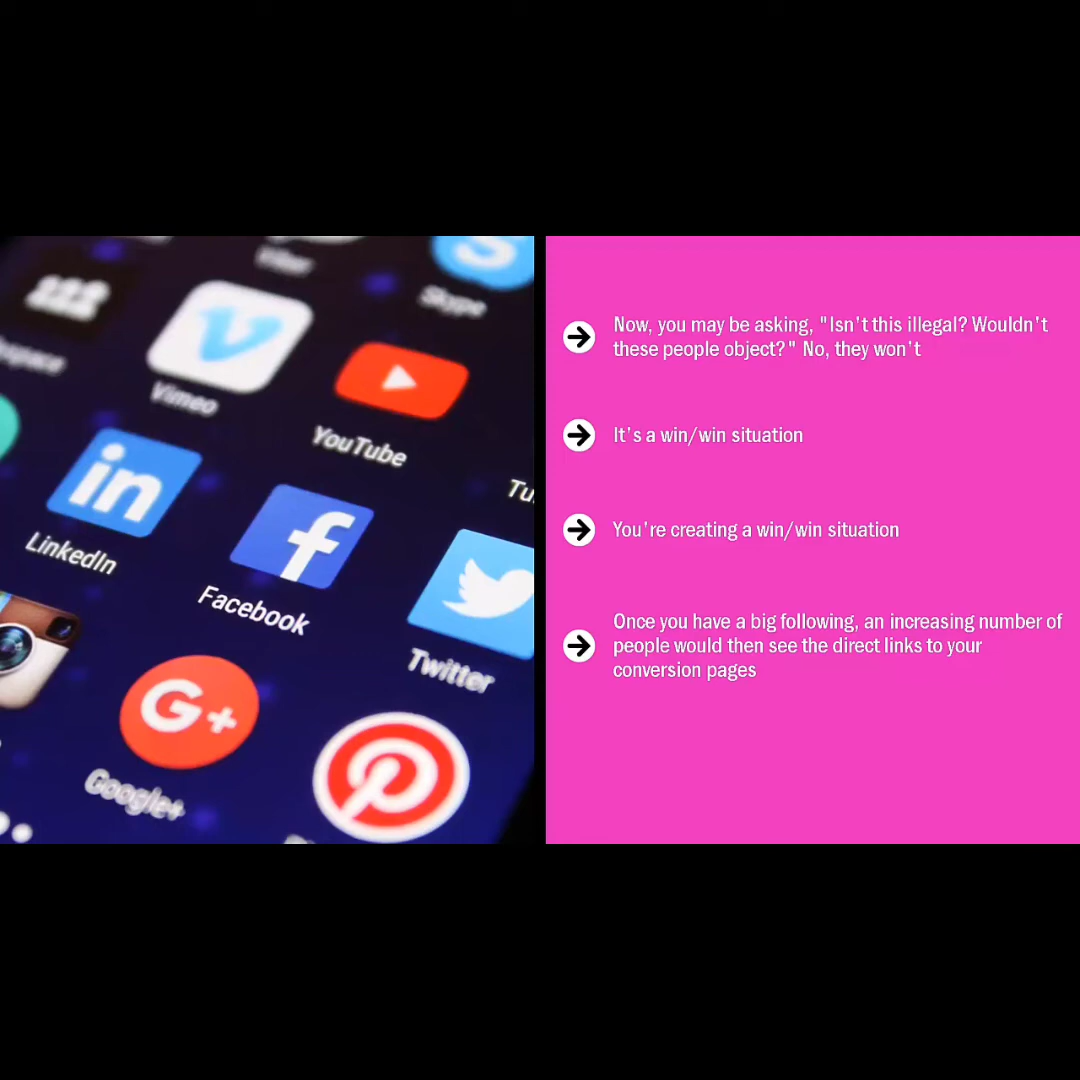 Viber
Skype
Vimeo
YouTube
LinkedIn
Facebook
Twitter
Google+
Now, you may be asking, "Isn't this illegal? Wouldn't
these people object?" No, they won't
It's a win/win situation
You're creating a win/win situation
Once you have a big following, an increasing number of
people would then see the direct links to your
conversion pages